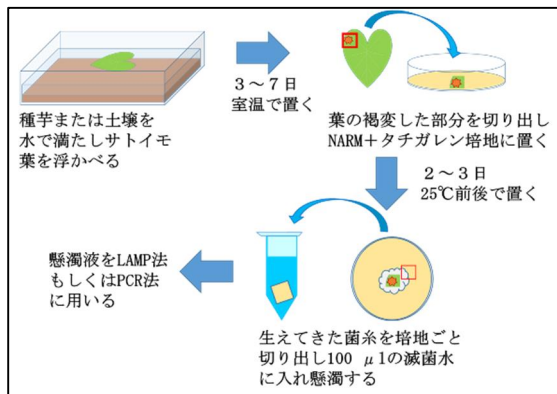 種芋または土壌を
水で満たしサトイモ
葉を浮かべる
3～7日
室温で置く
葉の褐変した部分を切り出し
NARM＋タチガレン培地に置く
2～3日
25℃前後で置く
生えてきた菌糸を培地ごと
切り出し100 μlの滅菌水
に入れ懸濁する
懸濁液をLAMP法
もしくはPCR法
に用いる